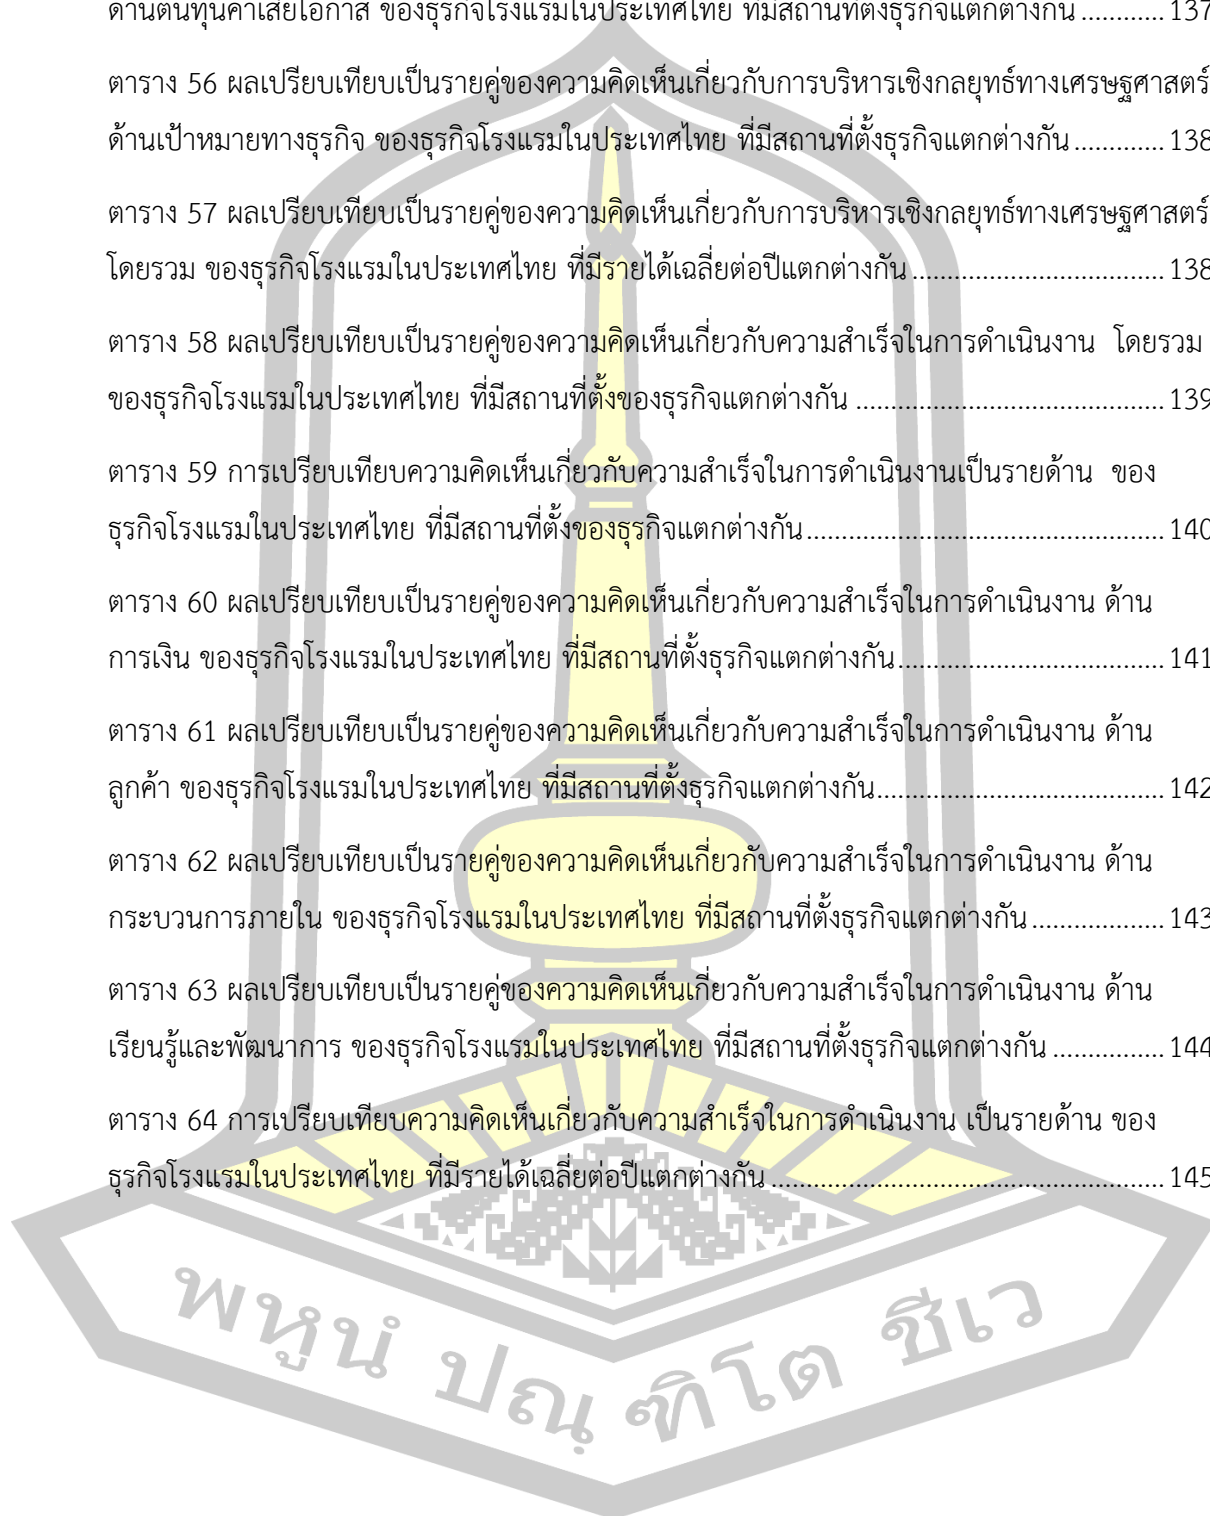 ด้านต้นทุนค่าเสียโอกาส ของธุรกิจโรงแรมในประเทศไทย ที่มีสถานที่ตั้งธุรกิจแตกต่างกัน ............. 137
ตาราง 56 ผลเปรียบเทียบเป็นรายคู่ของความคิดเห็นเกี่ยวกับการบริหารเชิงกลยุทธ์ทางเศรษฐศาสตร์
ด้านเป้าหมายทางธุรกิจ ของธุรกิจโรงแรมในประเทศไทย ที่มีสถานที่ตั้งธุรกิจแตกต่างกัน ............. 138
ตาราง 57 ผลเปรียบเทียบเป็นรายคู่ของความคิดเห็นเกี่ยวกับการบริหารเชิงกลยุทธ์ทางเศรษฐศาสตร์
โดยรวม ของธุรกิจโรงแรมในประเทศไทย ที่มีรายได้เฉลี่ยต่อปีแตกต่างกัน .................................... 138
ตาราง 58 ผลเปรียบเทียบเป็นรายคู่ของความคิดเห็นเกี่ยวกับความสำเร็จในการดำเนินงาน โดยรวม
ของธุรกิจโรงแรมในประเทศไทย ที่มีสถานที่ตั้งของธุรกิจแตกต่างกัน ............................................ 139
ตาราง 59 การเปรียบเทียบความคิดเห็นเกี่ยวกับความสำเร็จในการดำเนินงานเป็นรายด้าน ของ
ธุรกิจโรงแรมในประเทศไทย ที่มีสถานที่ตั้งของธุรกิจแตกต่างกัน ................................................... 140
ตาราง 60 ผลเปรียบเทียบเป็นรายคู่ของความคิดเห็นเกี่ยวกับความสำเร็จในการดำเนินงาน ด้าน
การเงิน ของธุรกิจโรงแรมในประเทศไทย ที่มีสถานที่ตั้งธุรกิจแตกต่างกัน ...................................... 141
ตาราง 61 ผลเปรียบเทียบเป็นรายคู่ของความคิดเห็นเกี่ยวกับความสำเร็จในการดำเนินงาน ด้าน
ลูกค้า ของธุรกิจโรงแรมในประเทศไทย ที่มีสถานที่ตั้งธุรกิจแตกต่างกัน ......................................... 142
ตาราง 62 ผลเปรียบเทียบเป็นรายคู่ของความคิดเห็นเกี่ยวกับความสำเร็จในการดำเนินงาน ด้าน
กระบวนการภายใน ของธุรกิจโรงแรมในประเทศไทย ที่มีสถานที่ตั้งธุรกิจแตกต่างกัน ................... 143
ตาราง 63 ผลเปรียบเทียบเป็นรายคู่ของความคิดเห็นเกี่ยวกับความสำเร็จในการดำเนินงาน ด้าน
เรียนรู้และพัฒนาการ ของธุรกิจโรงแรมในประเทศไทย ที่มีสถานที่ตั้งธุรกิจแตกต่างกัน ................ 144
ตาราง 64 การเปรียบเทียบความคิดเห็นเกี่ยวกับความสำเร็จในการดำเนินงาน เป็นรายด้าน ของ
ธุรกิจโรงแรมในประเทศไทย ที่มีรายได้เฉลี่ยต่อปีแตกต่างกัน ........................................................ 145
พหูนํ ปณฺฑิโต ชีเว